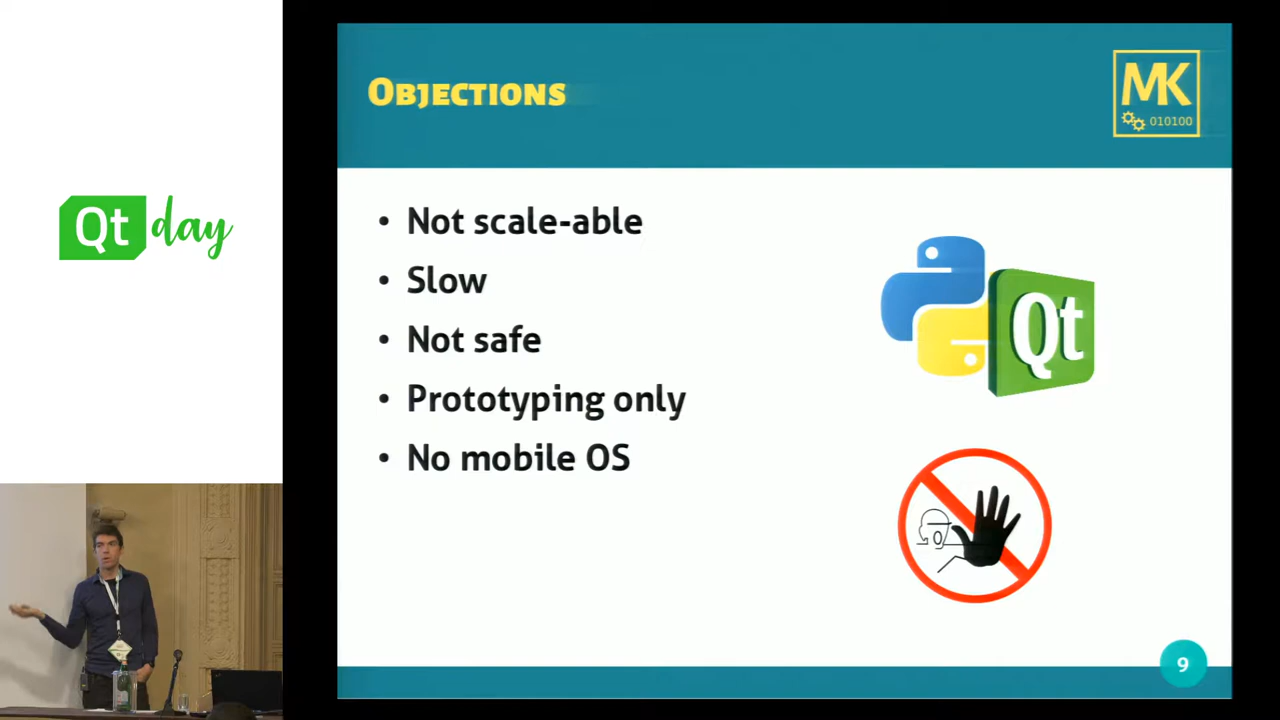 Qt day
OBJECTIONS
MK
010100
• Not scale-able
• Slow
• Not safe
• Prototyping only
• No mobile OS
Qt
9